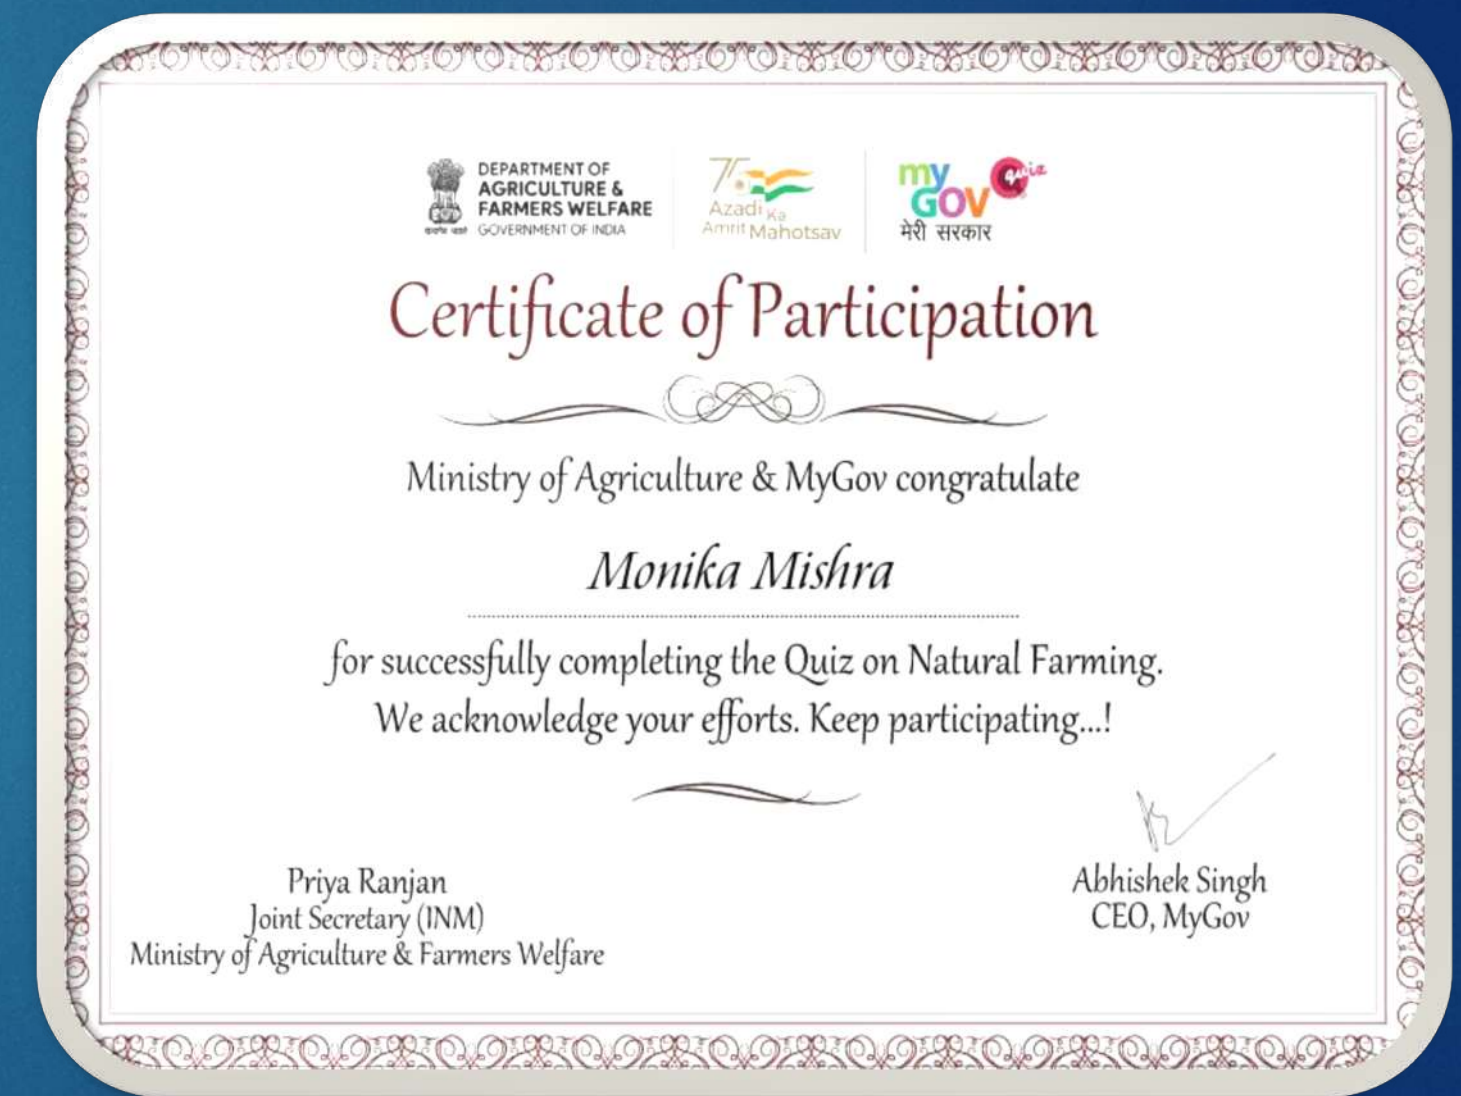 DEPARTMENT OF
AGRICULTURE &
FARMERS WELFARE
GOVERNMENT OF INDIA
75
Azadi Ka
Amrit Mahotsav
my
GOV
quiz
मेरी सरकार
Certificate of Participation
Ministry of Agriculture & MyGov congratulate
Monika Mishra
for successfully completing the Quiz on Natural Farming.
We acknowledge your efforts. Keep participating...!
Priya Ranjan
Joint Secretary (INM)
Ministry of Agriculture & Farmers Welfare
Abhishek Singh
CEO, MyGov